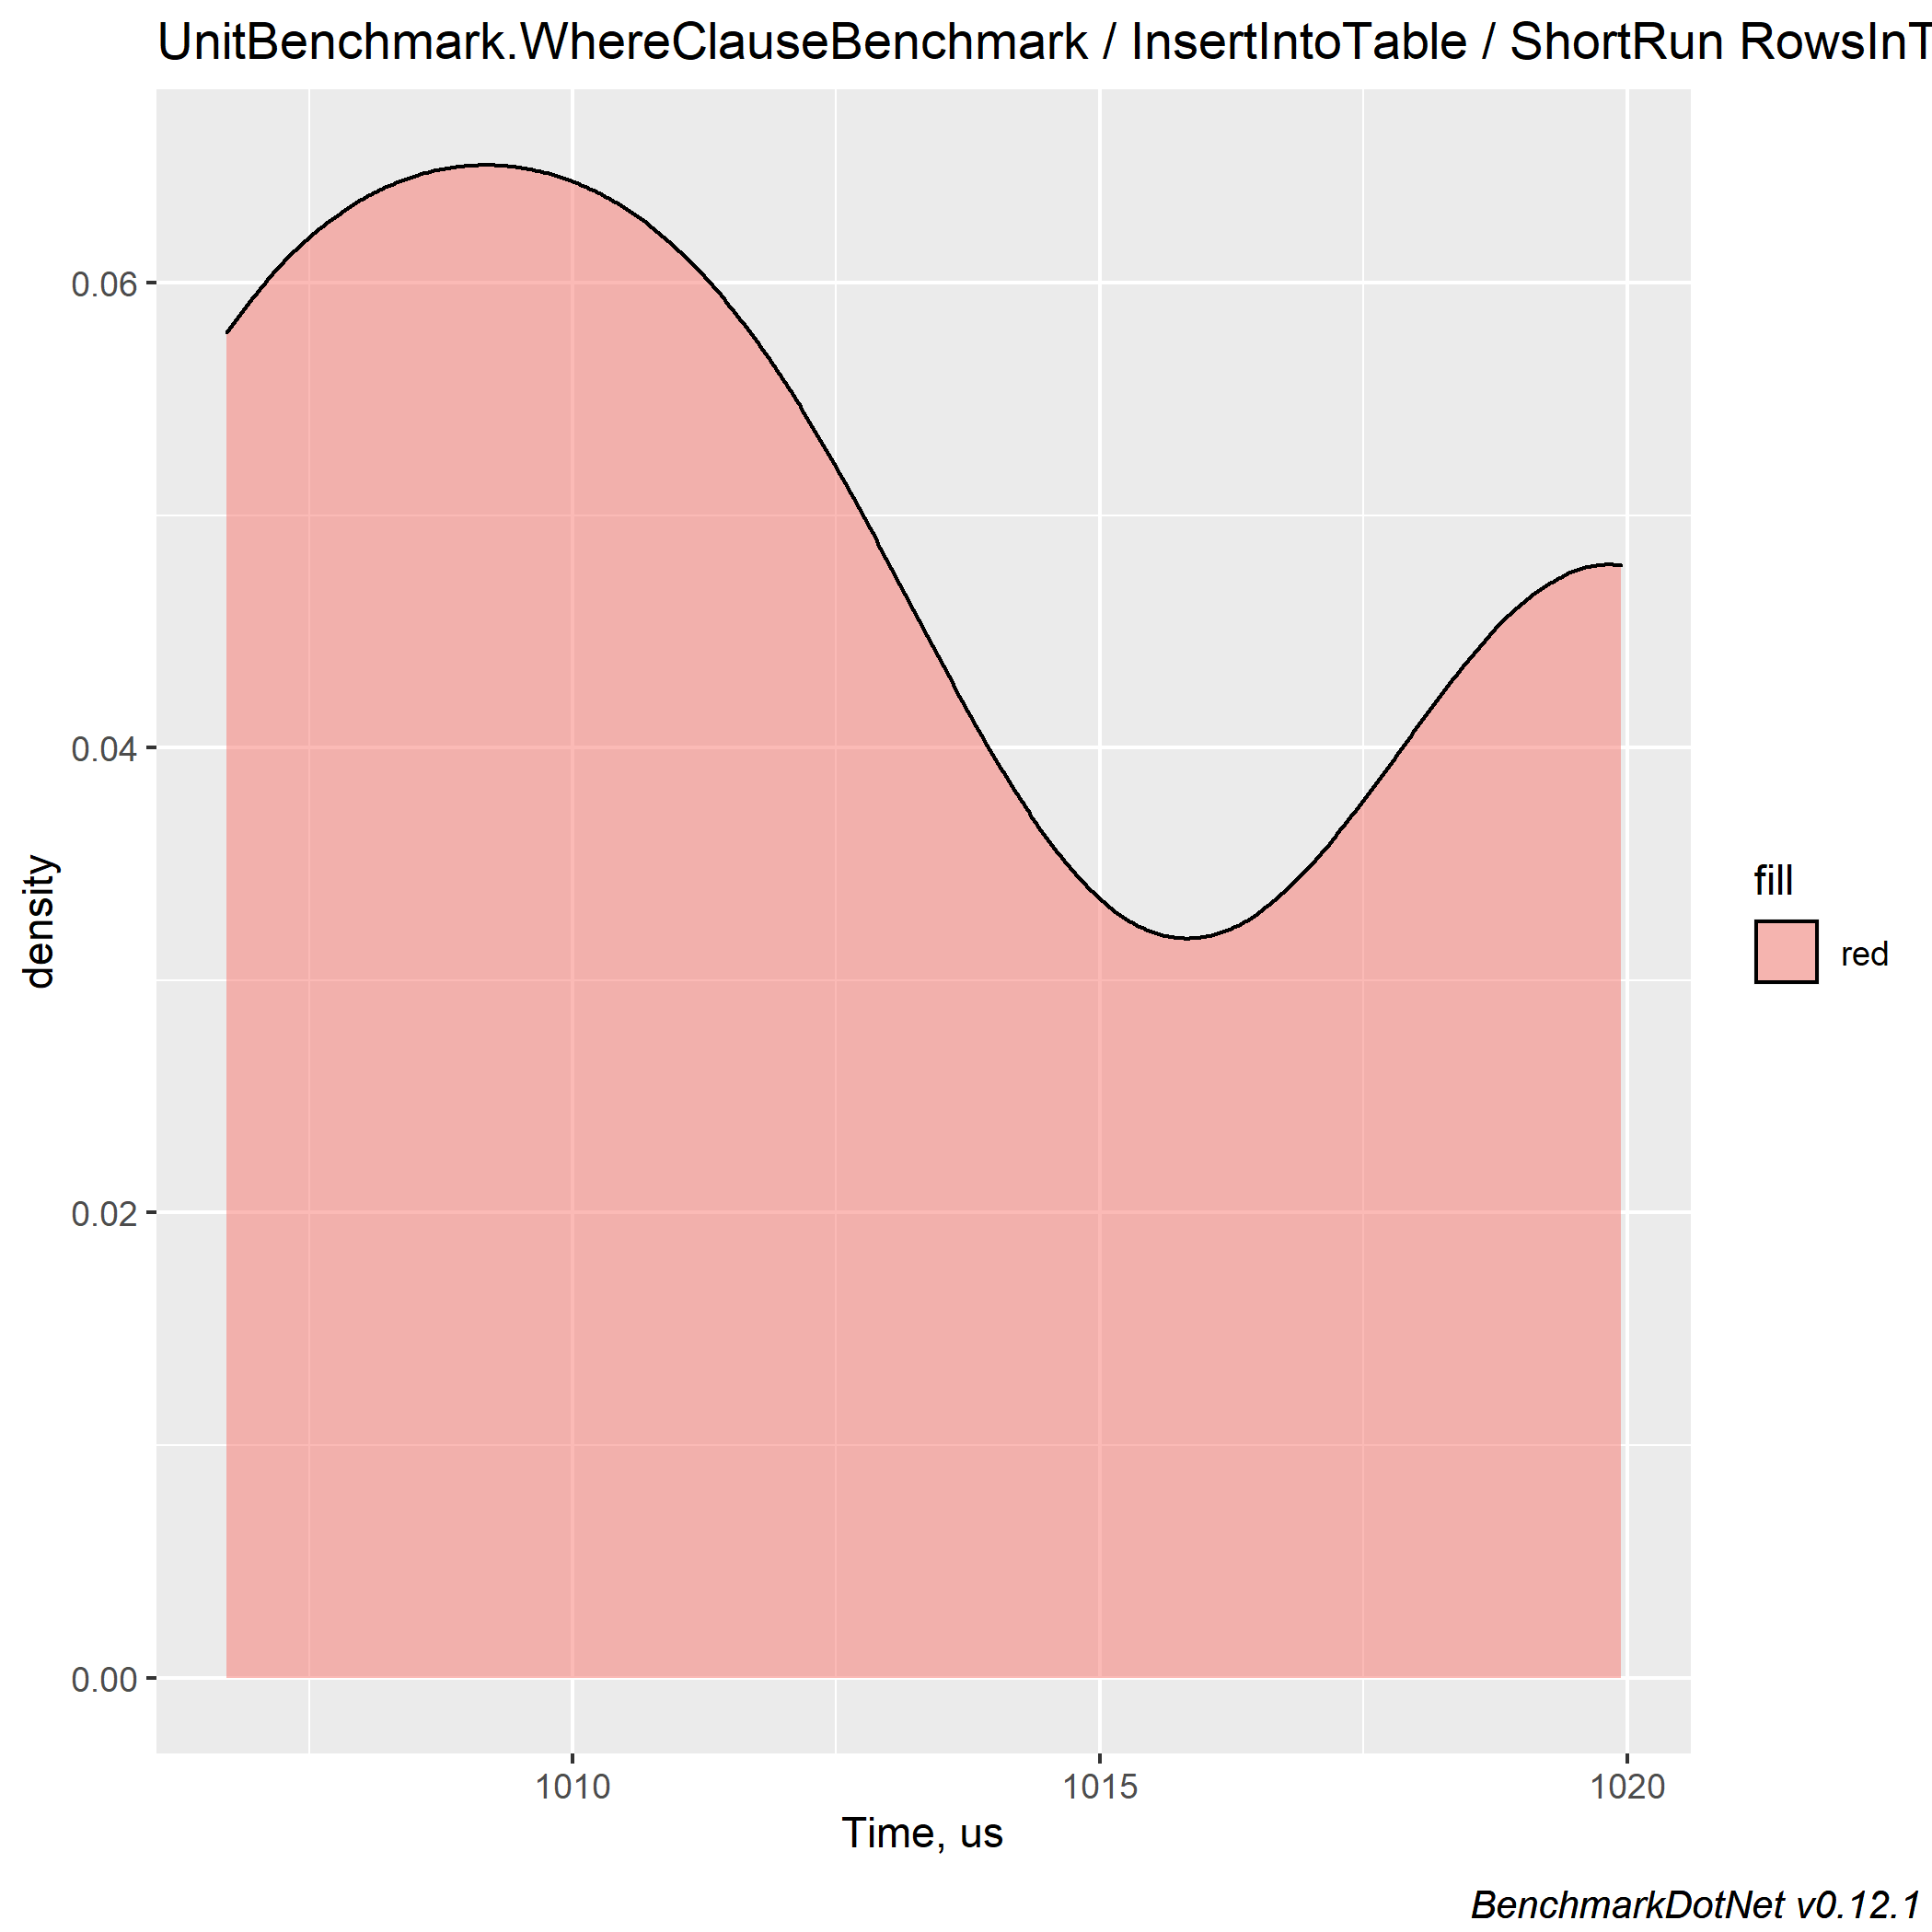 UnitBenchmark.WhereClauseBenchmark / InsertIntoTable / ShortRun RowsInT
0.06
0.04
0.02
0.00
density
1010
1015
1020
Time, us
fill
red
BenchmarkDotNet v0.12.1